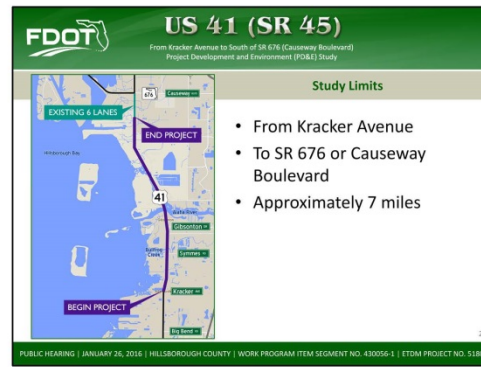 FDOT
US 41 (SR 45)
From Kracker Avenue to South of SR 676 (Causeway Boulevard)
Project Development and Environment (PD&E) Study
Study Limits
676
Causeway
EXISTING 6 LANES
END PROJECT
Hillsborough Bay
41
Gibsonton
Symmes
Kracker
BEGIN PROJECT
Big Bend
• From Kracker Avenue
• To SR 676 or Causeway
Boulevard
• Approximately 7 miles
2
PUBLIC HEARING | JANUARY 26, 2016 | HILLSBOROUGH COUNTY | WORK PROGRAM ITEM SEGMENT NO. 430056-1 | ETDM PROJECT NO. 5180